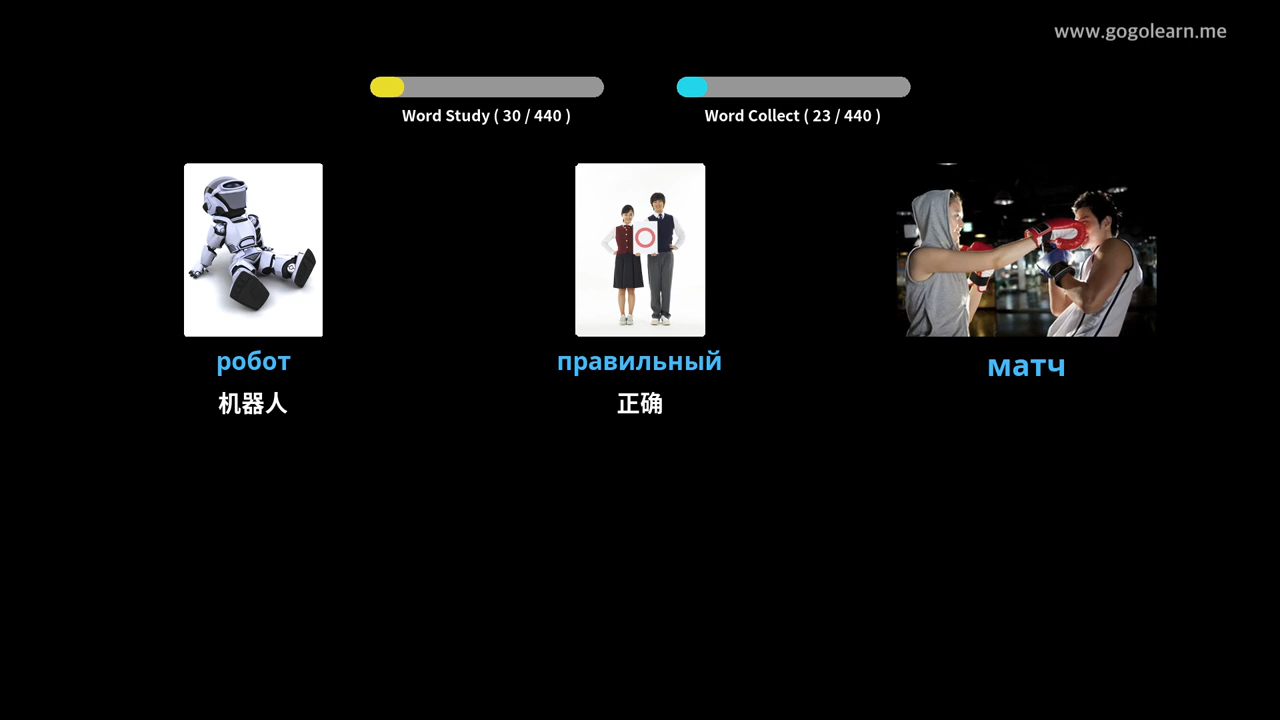 www.gogolearn.me
Word Study ( 30 / 440 )
Word Collect ( 23 / 440 )
робот
правильный
матч
机器人
正确